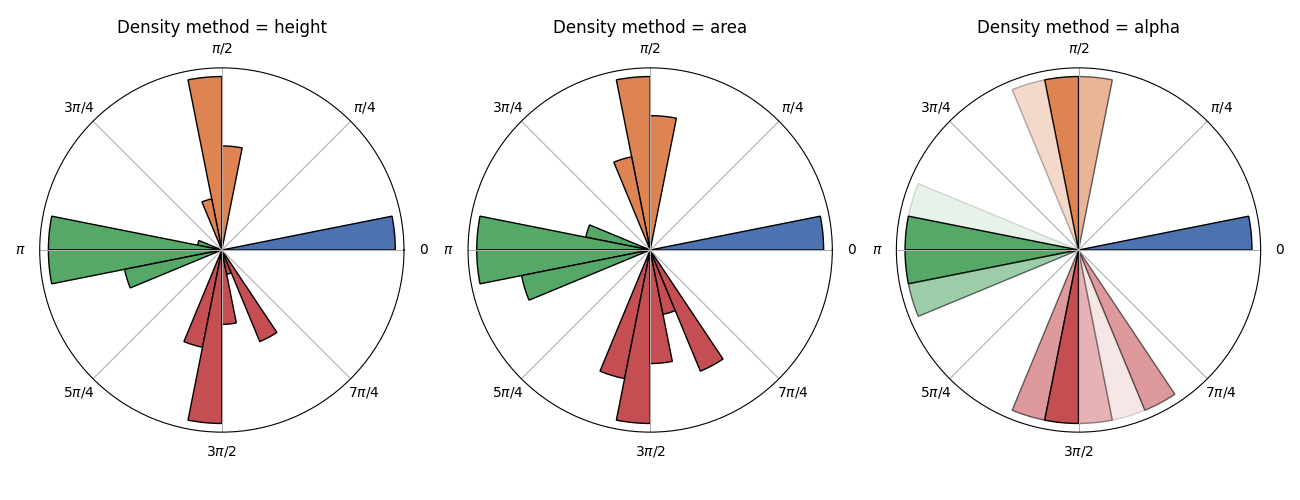 Density method = height
π/2
3π/4
π/4
π
0
5π/4
7π/4
3π/2
Density method = area
π/2
3π/4
π/4
π
0
5π/4
7π/4
3π/2
Density method = alpha
π/2
3π/4
π/4
π
0
5π/4
7π/4
3π/2